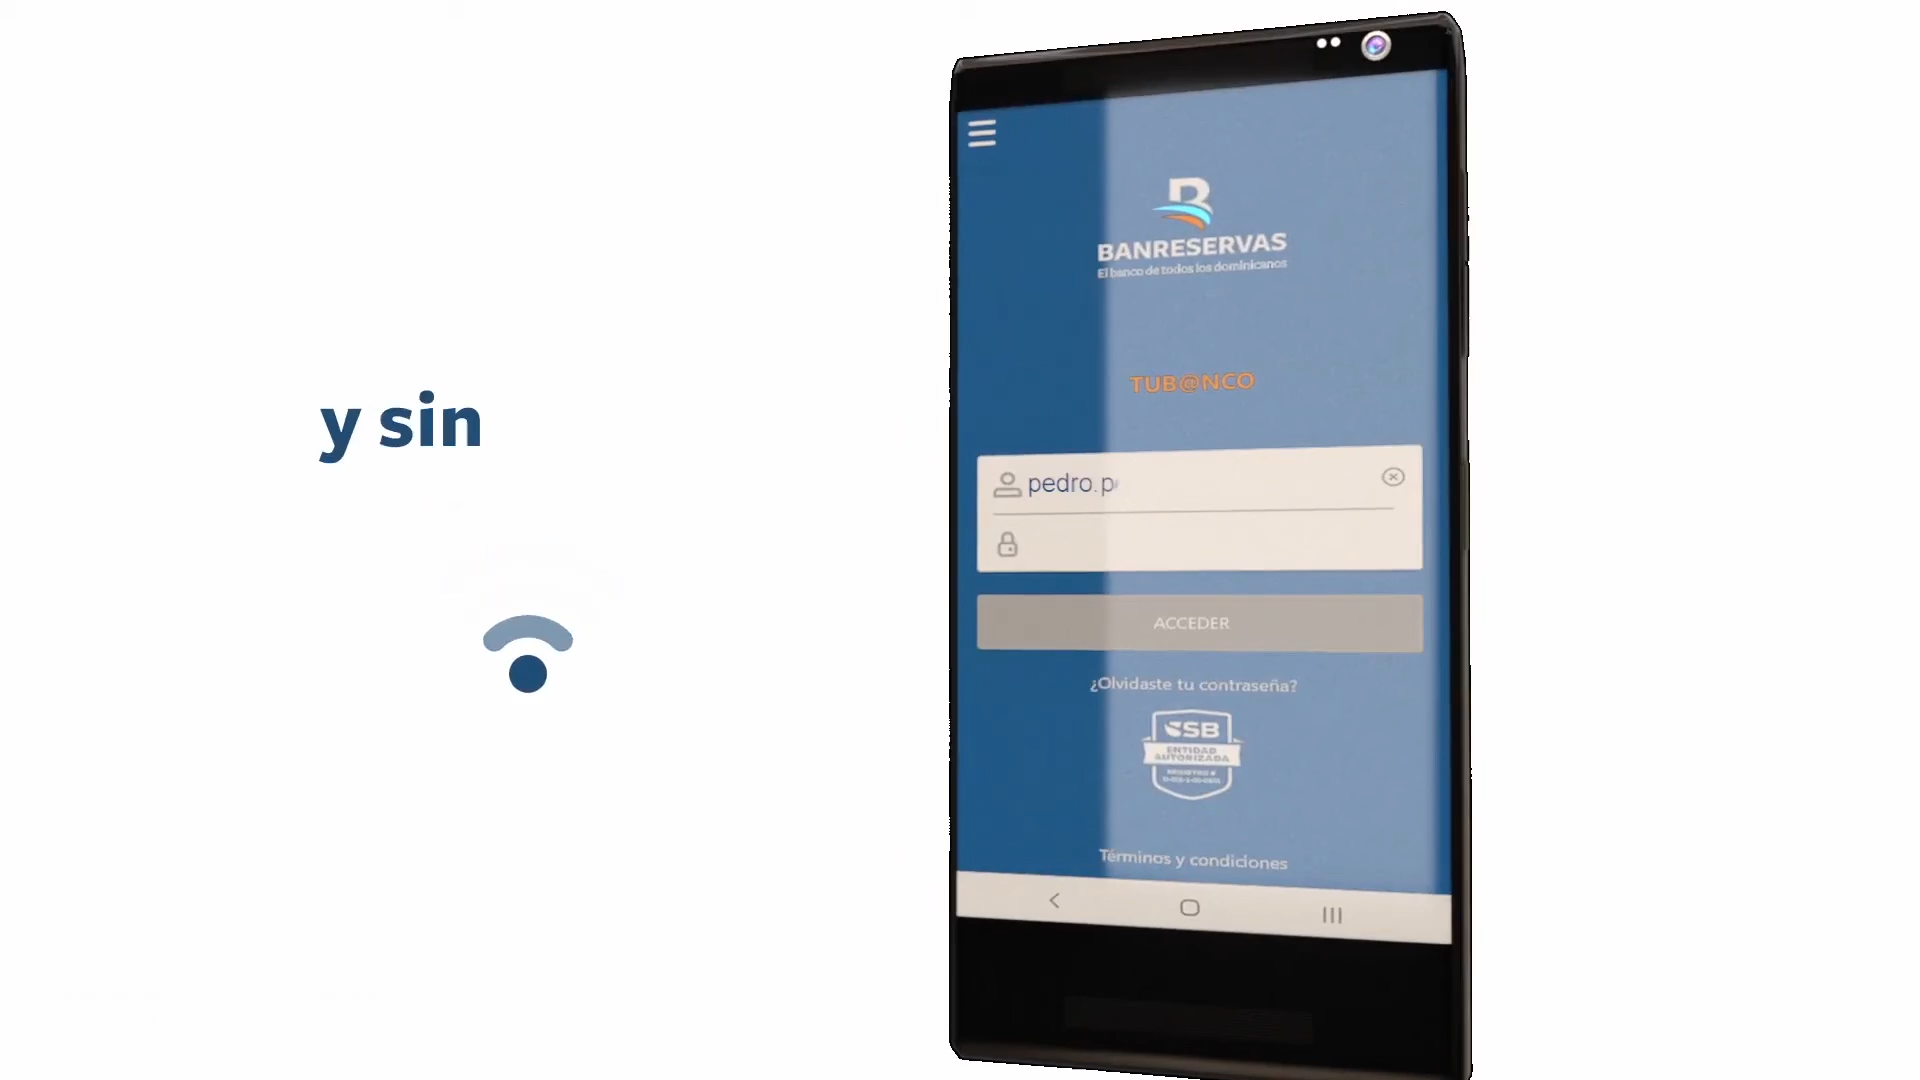 y sin
BANRESERVAS
El banco de todos los dominicanos
TUB@NCO
pedro.p
ACCEDER
¿Olvidaste tu contraseña?
SB
ENTIDAD
AUTORIZADA
Términos y condiciones